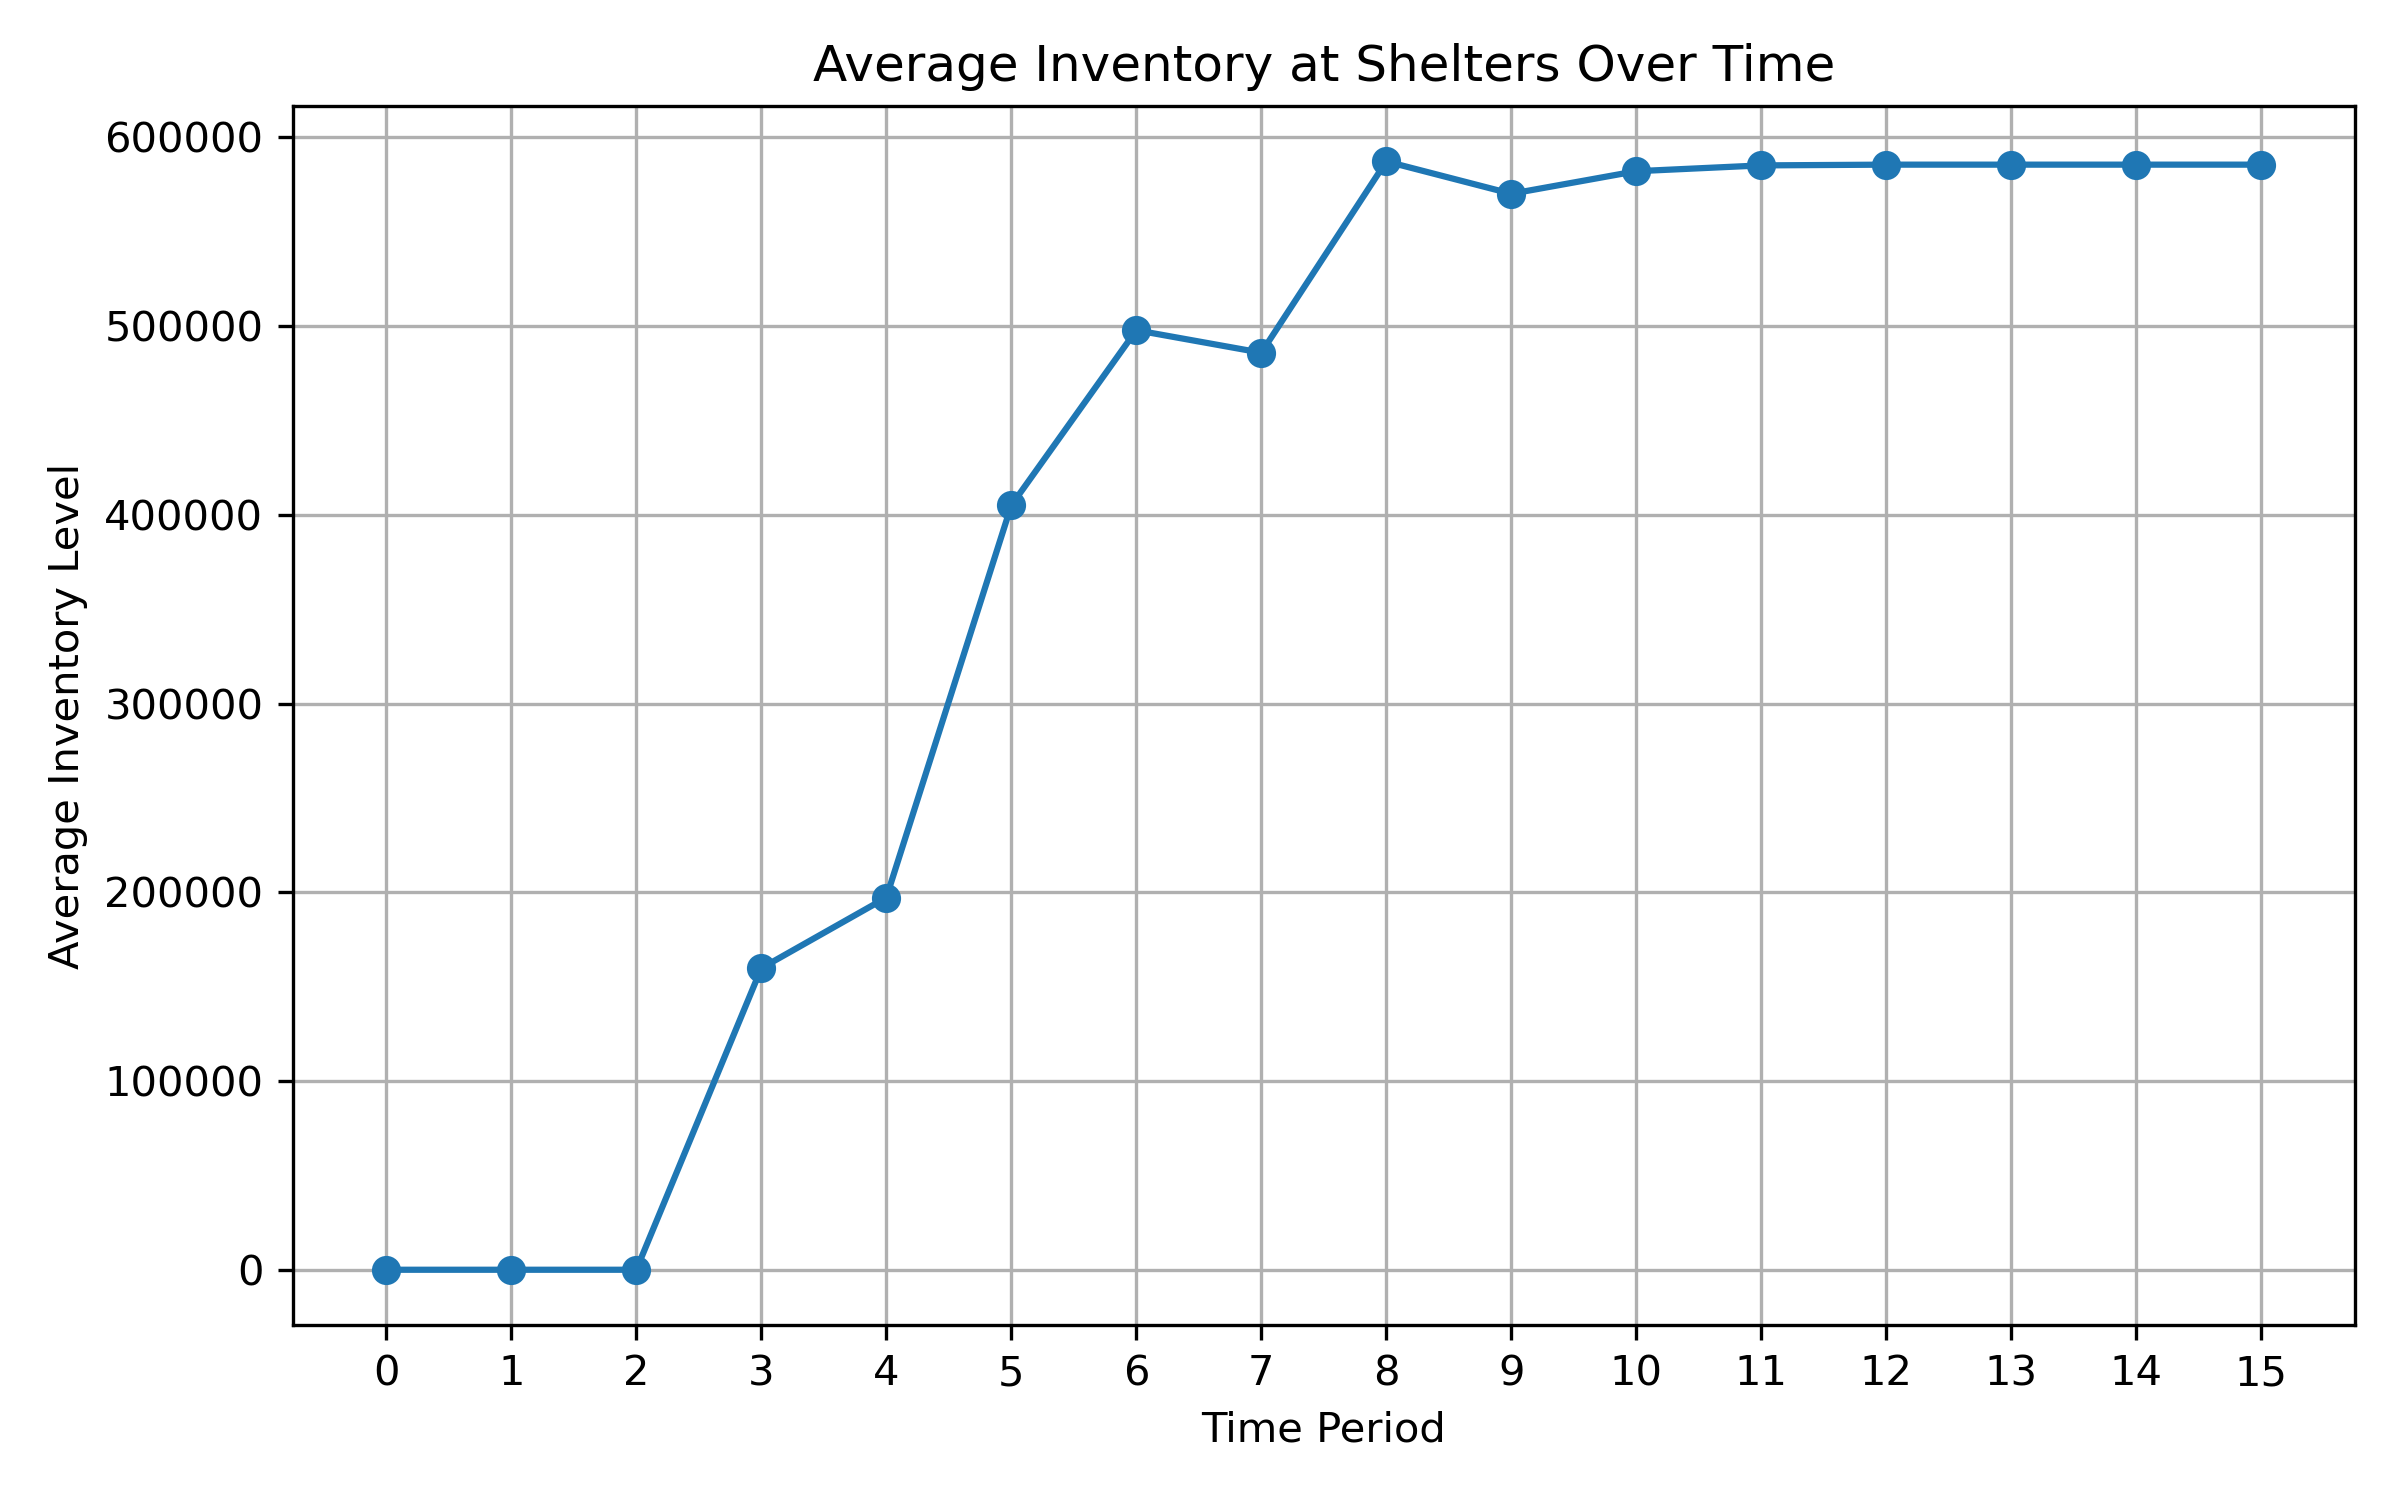 Average Inventory at Shelters Over Time
600000
500000
400000
300000
200000
100000
0
Average Inventory Level
0 1 2 3 4 5 6 7 8 9 10 11 12 13 14 15
Time Period